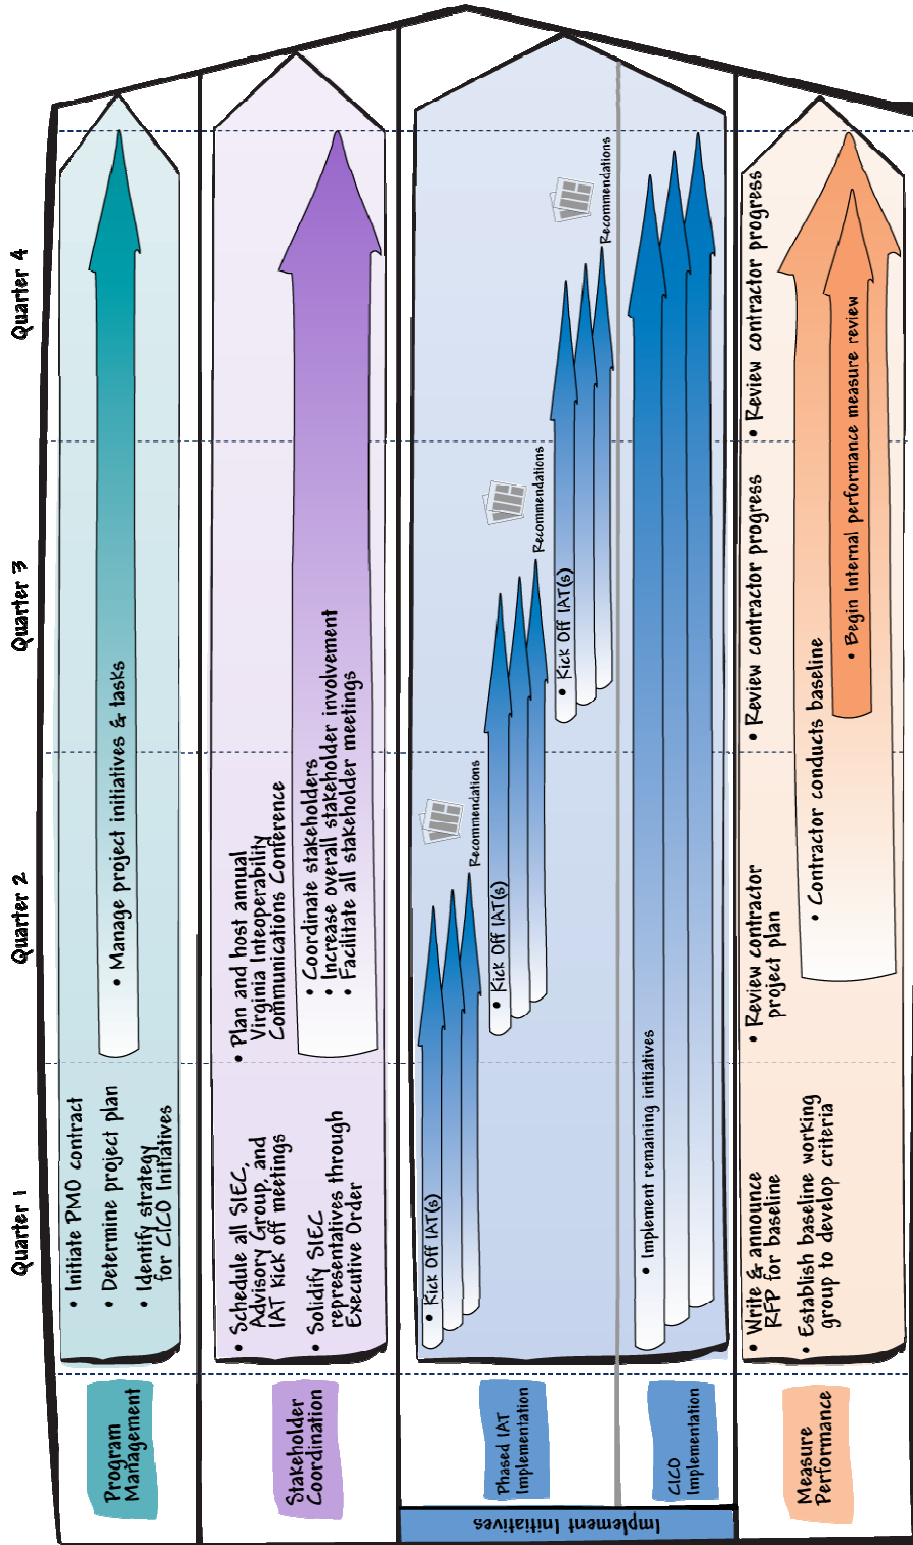 Quarter 1
Quarter 2
Quarter 3
Quarter 4
Program
Management
• Initiate PMO contract
• Determine project plan
• Identify strategy
for CICO Initiatives
• Manage project initiatives & tasks
Stakeholder
Coordination
• Schedule all SIEC,
Advisory Group, and
IAT kick off meetings
• Solidify SIEC
representatives through
Executive Order
• Plan and host annual
Virginia Inteoperability
Communications Conference
• Coordinate stakeholders
• Increase overall stakeholder involvement
• Facilitate all stakeholder meetings
Implement Initiatives
Phased IAT
Implementation
• Kick Off IAT(s)
Recommendations
• Kick Off IAT(s)
Recommendations
• Kick Off IAT(s)
Recommendations
CICO
Implementation
• Implement remaining initiatives
Measure
Performance
• Write & announce
RFP for baseline
• Establish baseline working
group to develop criteria
• Review contractor
project plan
• Review contractor progress
• Review contractor progress
• Contractor conducts baseline
• Begin Internal performance measure review